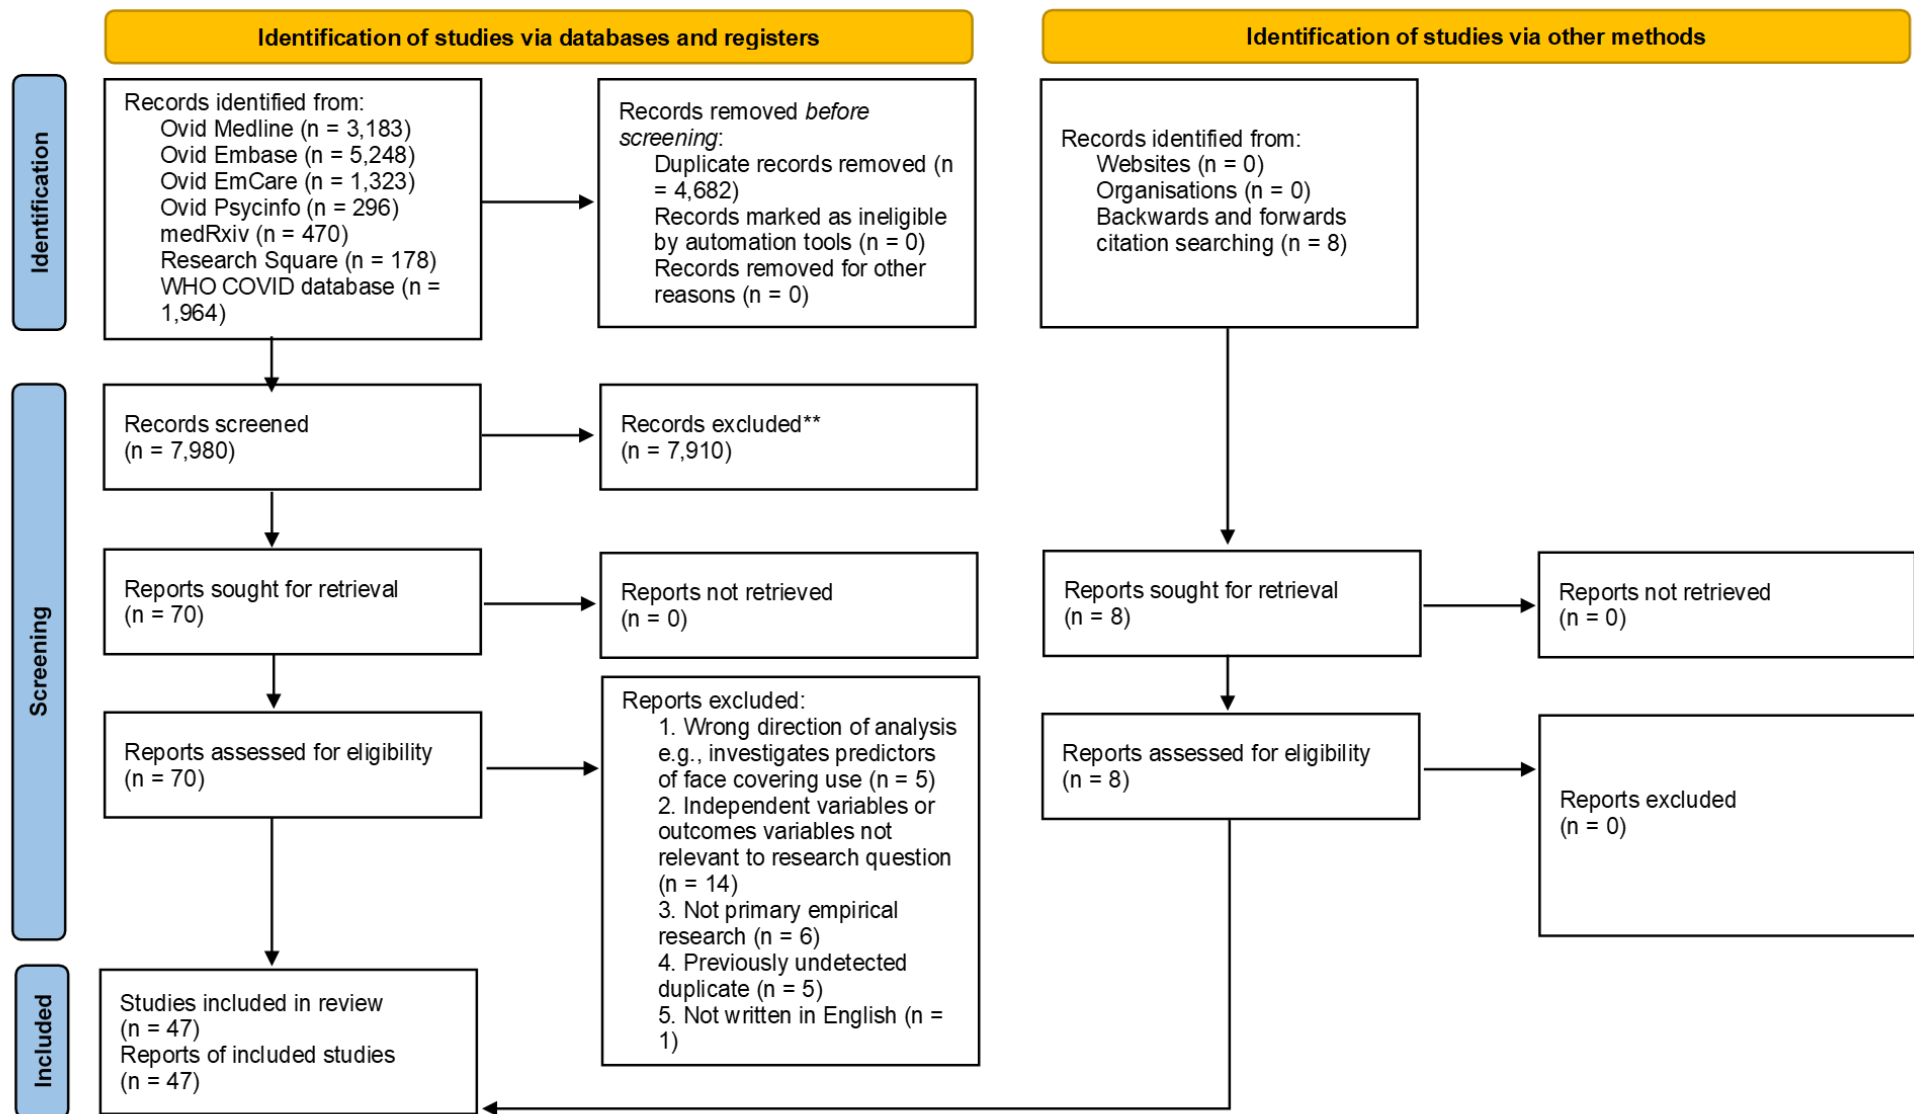 Identification of studies via databases and registers
Identification of studies via other methods
Identification
Records identified from:
Ovid Medline (n = 3,183)
Ovid Embase (n = 5,248)
Ovid EmCare (n = 1,323)
Ovid Psycinfo (n = 296)
medRxiv (n = 470)
Research Square (n = 178)
WHO COVID database (n =
1,964)
Records removed before
screening:
Duplicate records removed (n
= 4,682)
Records marked as ineligible
by automation tools (n = 0)
Records removed for other
reasons (n = 0)
Records identified from:
Websites (n = 0)
Organisations (n = 0)
Backwards and forwards
citation searching (n = 8)
Screening
Records screened
(n = 7,980)
Records excluded**
(n = 7,910)
Reports sought for retrieval
(n = 70)
Reports not retrieved
(n = 0)
Reports sought for retrieval
(n = 8)
Reports not retrieved
(n = 0)
Reports assessed for eligibility
(n = 70)
Reports excluded:
1. Wrong direction of analysis
e.g., investigates predictors
of face covering use (n = 5)
2. Independent variables or
outcomes variables not
relevant to research question
(n = 14)
3. Not primary empirical
research (n = 6)
4. Previously undetected
duplicate (n = 5)
5. Not written in English (n =
1)
Reports assessed for eligibility
(n = 8)
Reports excluded
(n = 0)
Included
Studies included in review
(n = 47)
Reports of included studies
(n = 47)